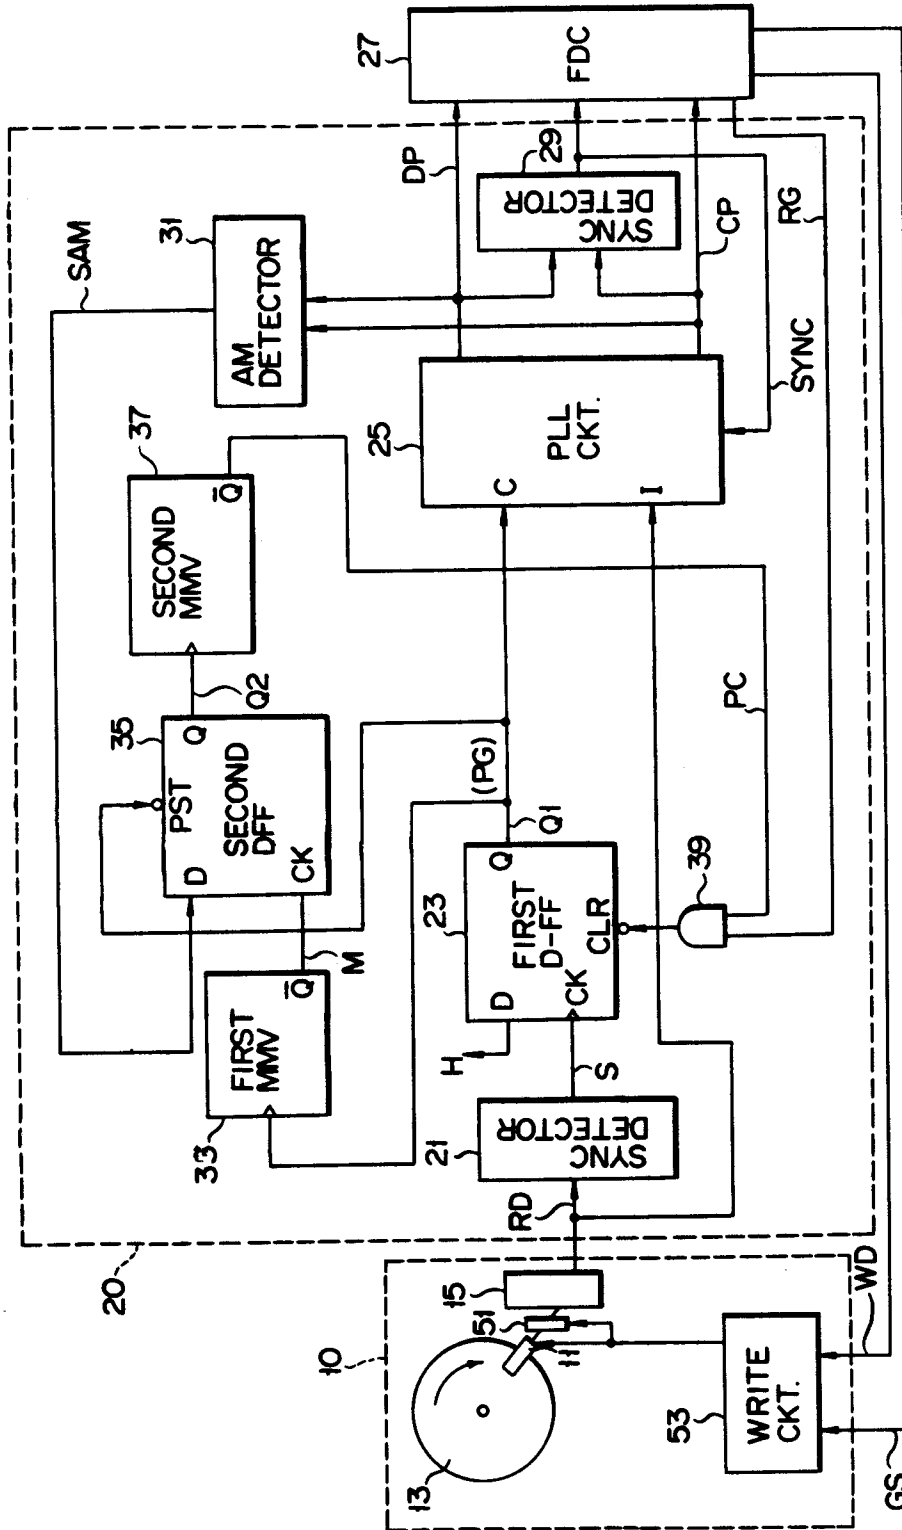 27
FDC
DP
29
SYNC
DETECTOR
CP
RG
SAM
31
AM
DETECTOR
SYNC
25
PLL
CKT.
C
I
37
SECOND
MMV
Q̅
Q2
PC
35
PST
Q
SECOND
DFF
D
CK
(PG)
Q1
39
23
Q
FIRST
D-FF
CLR
D
CK
M
Q̅
FIRST
MMV
33
H
S
21
SYNC
DETECTOR
RD
20
15
51
11
10
13
WD
53
WRITE
CKT.
GS